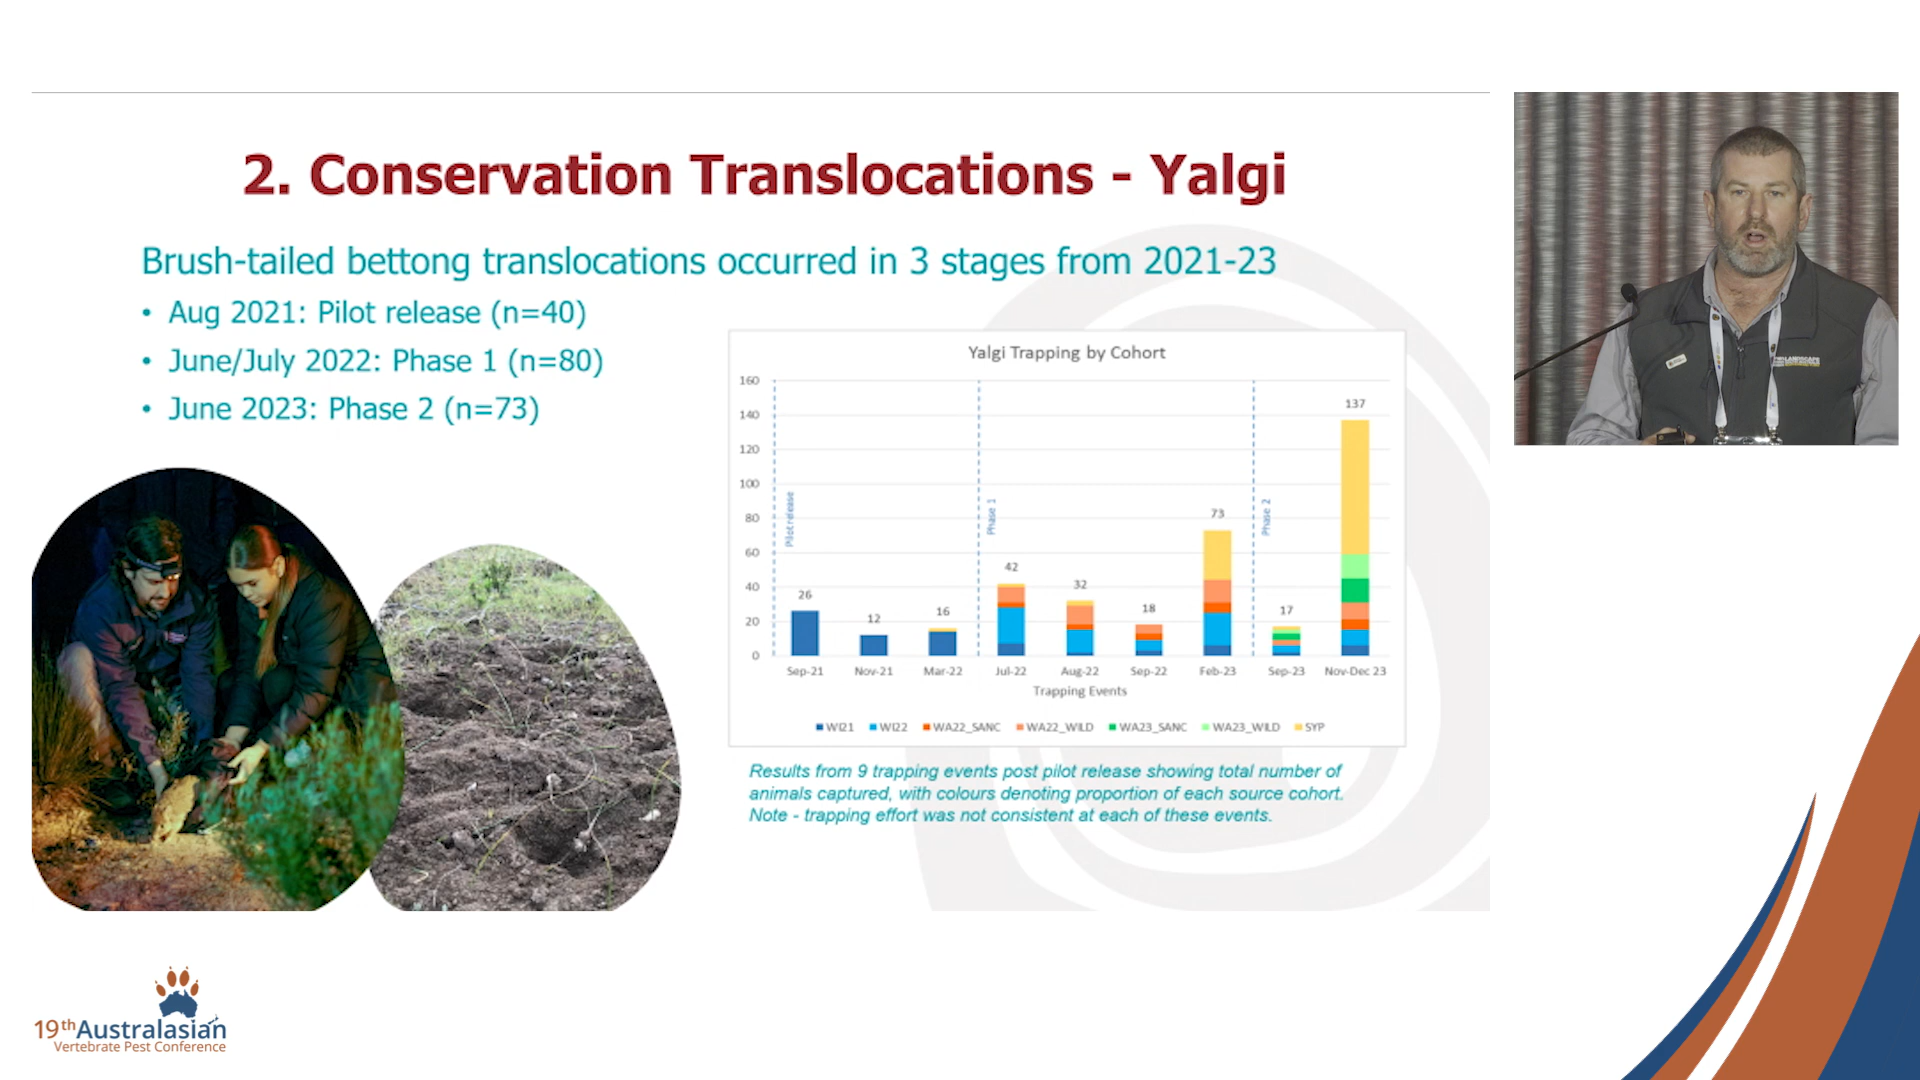 2. Conservation Translocations - Yalgi
Brush-tailed bettong translocations occurred in 3 stages from 2021-23
• Aug 2021: Pilot release (n=40)
• June/July 2022: Phase 1 (n=80)
• June 2023: Phase 2 (n=73)
Yalgi Trapping by Cohort
160
140
120
100
80
60
40
20
0
Pilot release
Phase 1
Phase 2
26
12
16
42
32
18
73
17
137
Sep-21 Nov-21 Mar-22 Jul-22 Aug-22 Sep-22 Feb-23 Sep-23 Nov-Dec 23
Trapping Events
WI21 WI22 WA22_SANC WA22_WILD WA23_SANC WA23_WILD SYP
Results from 9 trapping events post pilot release showing total number of
animals captured, with colours denoting proportion of each source cohort.
Note - trapping effort was not consistent at each of these events.
19th Australasian
Vertebrate Pest Conference